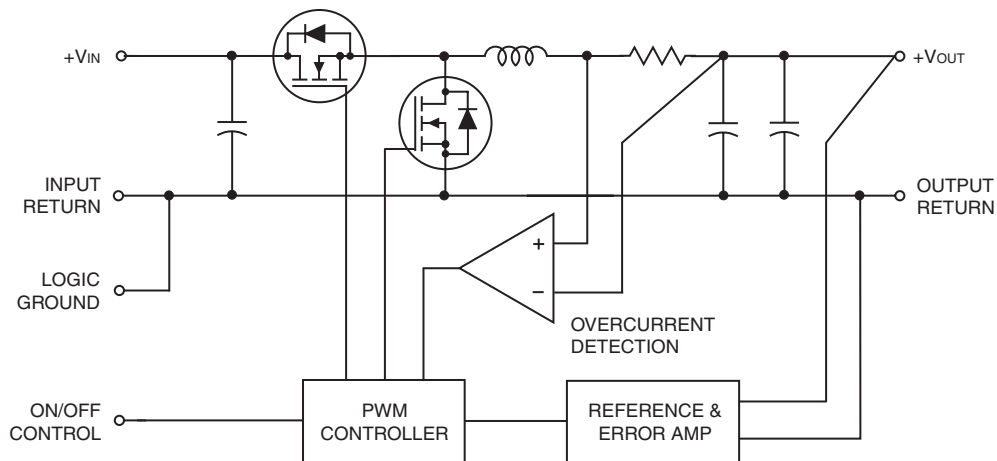 +VIN
+VOUT
INPUT
RETURN
OUTPUT
RETURN
LOGIC
GROUND
+
−
OVERCURRENT
DETECTION
ON/OFF
CONTROL
PWM
CONTROLLER
REFERENCE &
ERROR AMP